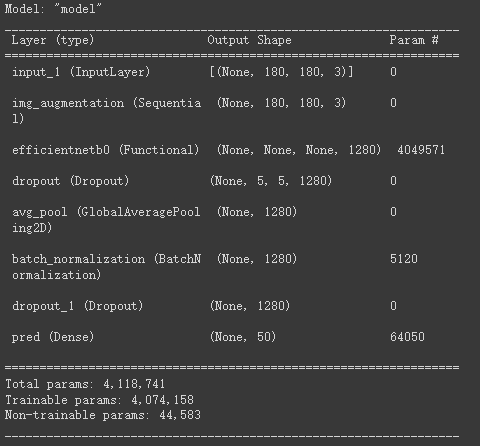 Model: "model"
Layer (type) Output Shape Param #
input_1 (InputLayer) [(None, 180, 180, 3)] 0
img_augmentation (Sequentia (None, 180, 180, 3) 0
l)
efficientnetb0 (Functional) (None, None, None, 1280) 4049571
dropout (Dropout) (None, 5, 5, 1280) 0
avg_pool (GlobalAveragePool (None, 1280) 0
ing2D)
batch_normalization (BatchN (None, 1280) 5120
ormalization)
dropout_1 (Dropout) (None, 1280) 0
pred (Dense) (None, 50) 64050
Total params: 4,118,741
Trainable params: 4,074,158
Non-trainable params: 44,583